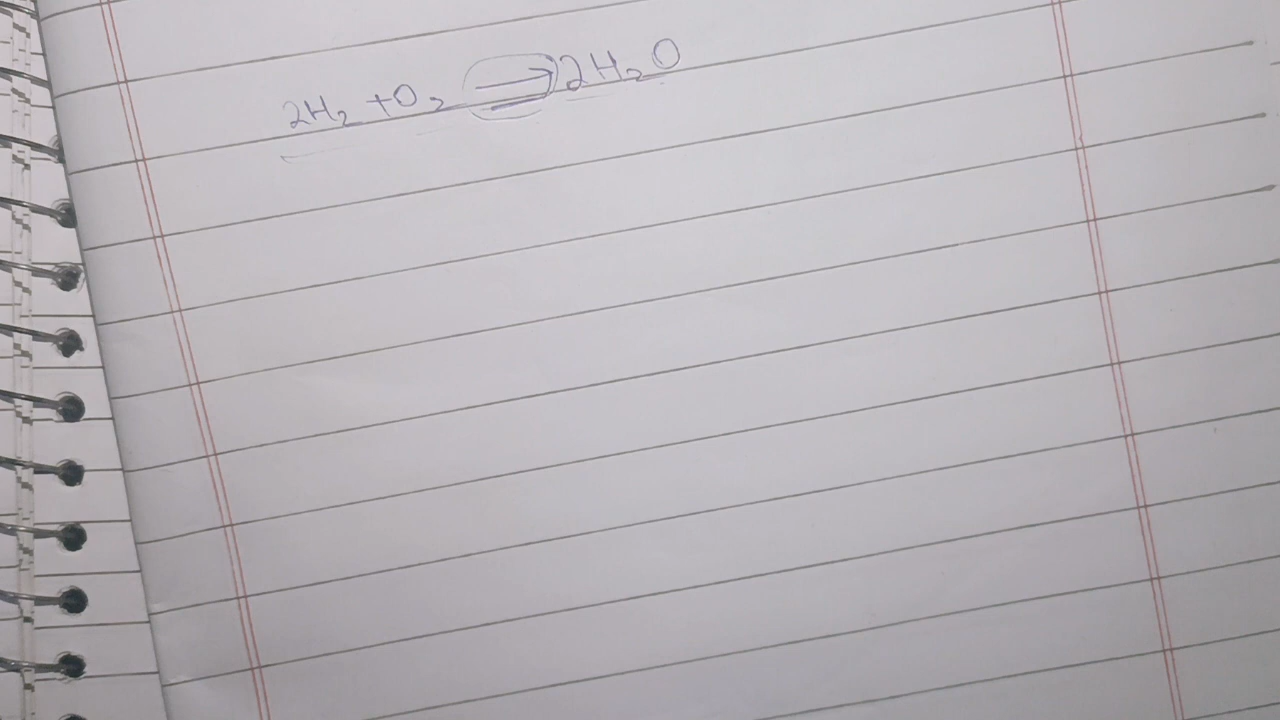 2H₂ + O₂ → 2H₂O